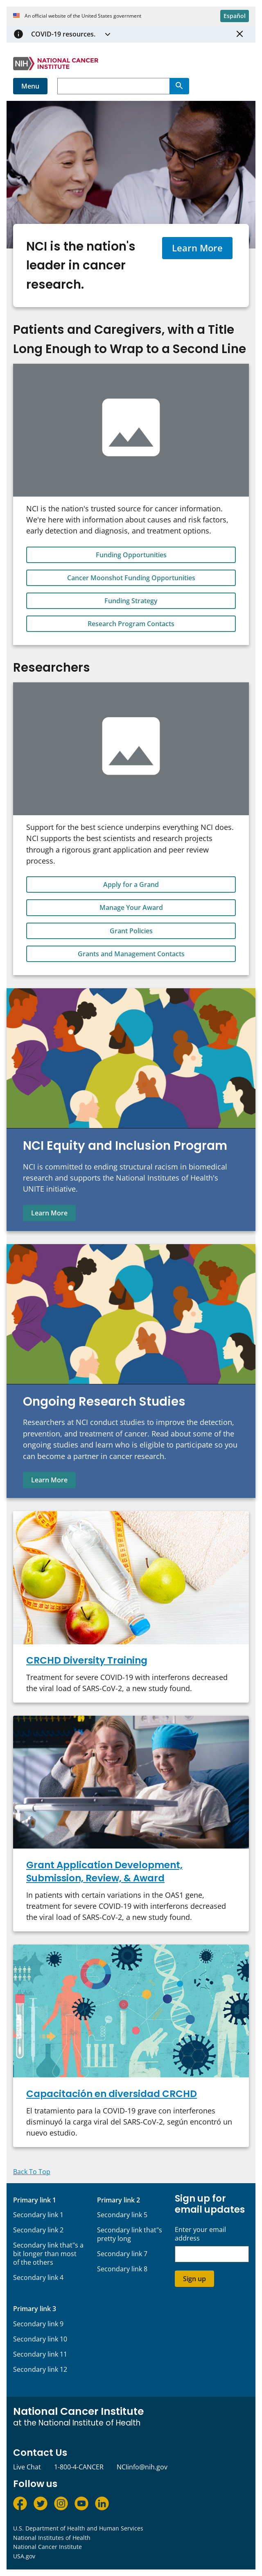 An official website of the United States government
Español
COVID-19 resources.
NIH NATIONAL CANCER
INSTITUTE
Menu
NCI is the nation's
leader in cancer
research.
Learn More
Patients and Caregivers, with a Title
Long Enough to Wrap to a Second Line
NCI is the nation's trusted source for cancer information.
We're here with information about causes and risk factors,
early detection and diagnosis, and treatment options.
Funding Opportunities
Cancer Moonshot Funding Opportunities
Funding Strategy
Research Program Contacts
Researchers
Support for the best science underpins everything NCI does.
NCI supports the best scientists and research projects
through a rigorous grant application and peer review
process.
Apply for a Grand
Manage Your Award
Grant Policies
Grants and Management Contacts
NCI Equity and Inclusion Program
NCI is committed to ending structural racism in biomedical
research and supports the National Institutes of Health's
UNITE initiative.
Learn More
Ongoing Research Studies
Researchers at NCI conduct studies to improve the detection,
prevention, and treatment of cancer. Read about some of the
ongoing studies and learn who is eligible to participate so you
can become a partner in cancer research.
Learn More
CRCHD Diversity Training
Treatment for severe COVID-19 with interferons decreased
the viral load of SARS-CoV-2, a new study found.
Grant Application Development,
Submission, Review, & Award
In patients with certain variations in the OAS1 gene,
treatment for severe COVID-19 with interferons decreased
the viral load of SARS-CoV-2, a new study found.
Capacitación en diversidad CRCHD
El tratamiento para la COVID-19 grave con interferones
disminuyó la carga viral del SARS-CoV-2, según encontró un
nuevo estudio.
Back To Top
Primary link 1
Secondary link 1
Secondary link 2
Secondary link that"s a
bit longer than most
of the others
Secondary link 4
Primary link 2
Secondary link 5
Secondary link that"s
pretty long
Secondary link 7
Secondary link 8
Sign up for
email updates
Enter your email
address
Sign up
Primary link 3
Secondary link 9
Secondary link 10
Secondary link 11
Secondary link 12
National Cancer Institute
at the National Institute of Health
Contact Us
Live Chat
1-800-4-CANCER
NCIinfo@nih.gov
Follow us
U.S. Department of Health and Human Services
National Institutes of Health
National Cancer Institute
USA.gov